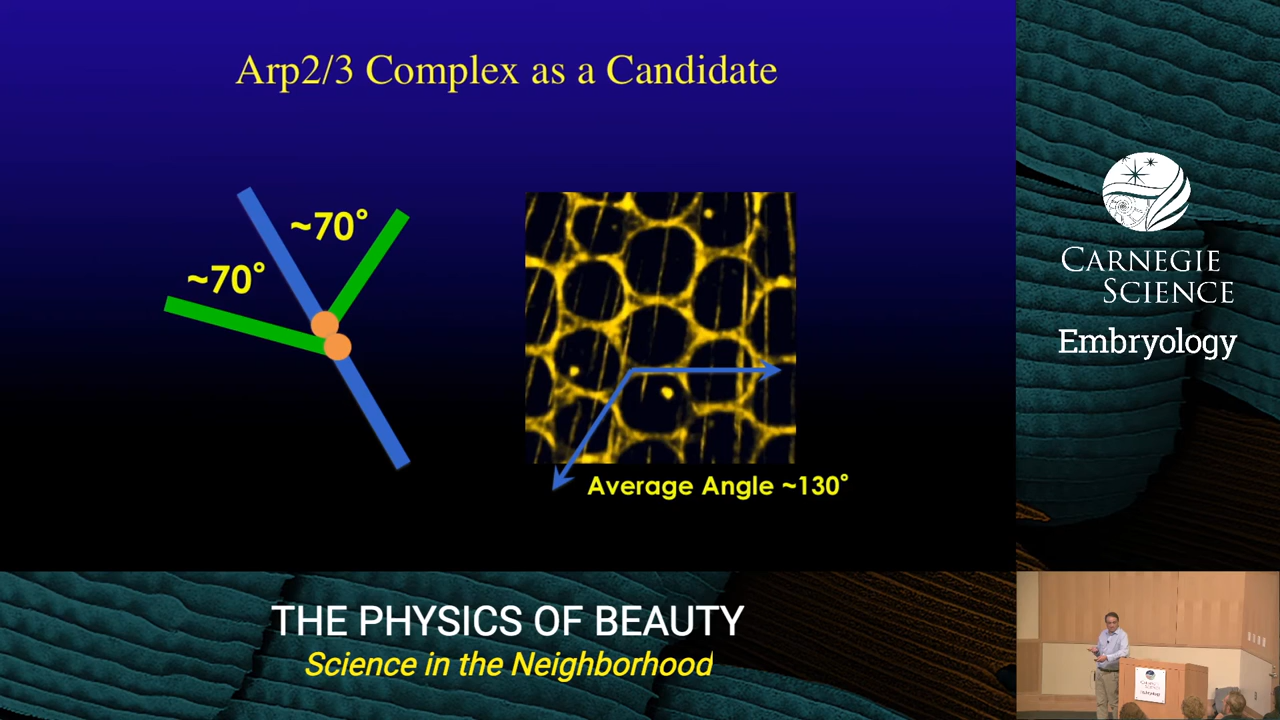 Arp2/3 Complex as a Candidate
~70°
~70°
Average Angle ~130°
CARNEGIE
SCIENCE
Embryology
THE PHYSICS OF BEAUTY
Science in the Neighborhood